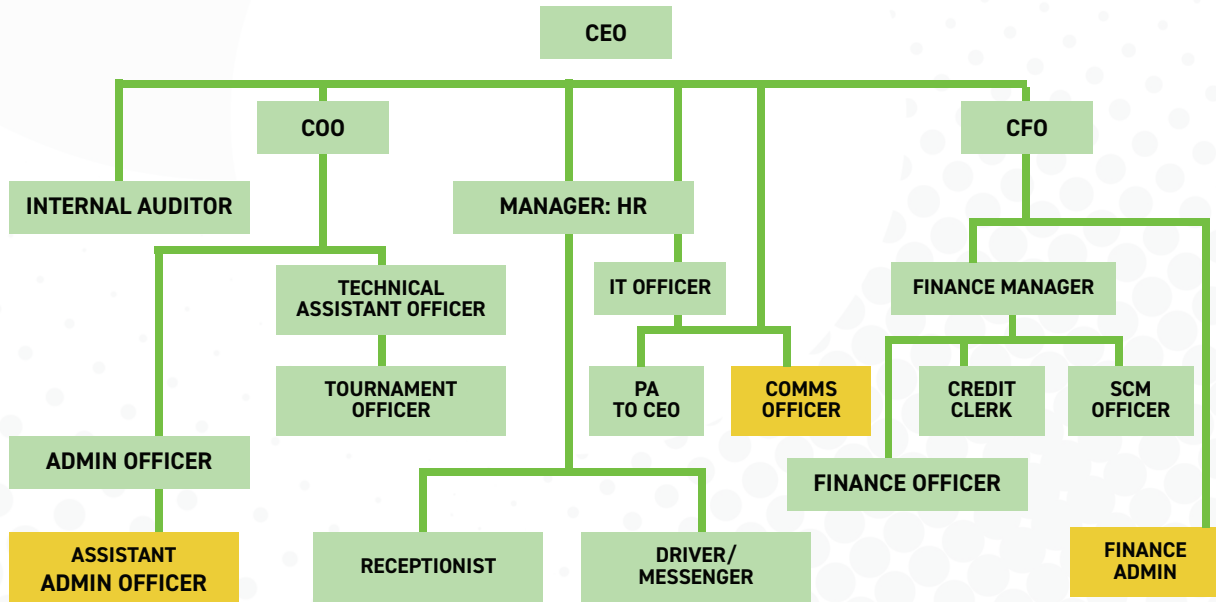 CEO
COO
CFO
INTERNAL AUDITOR
MANAGER: HR
TECHNICAL
ASSISTANT OFFICER
IT OFFICER
FINANCE MANAGER
TOURNAMENT
OFFICER
PA
TO CEO
COMMS
OFFICER
CREDIT
CLERK
SCM
OFFICER
ADMIN OFFICER
FINANCE OFFICER
ASSISTANT
ADMIN OFFICER
RECEPTIONIST
DRIVER/
MESSENGER
FINANCE
ADMIN